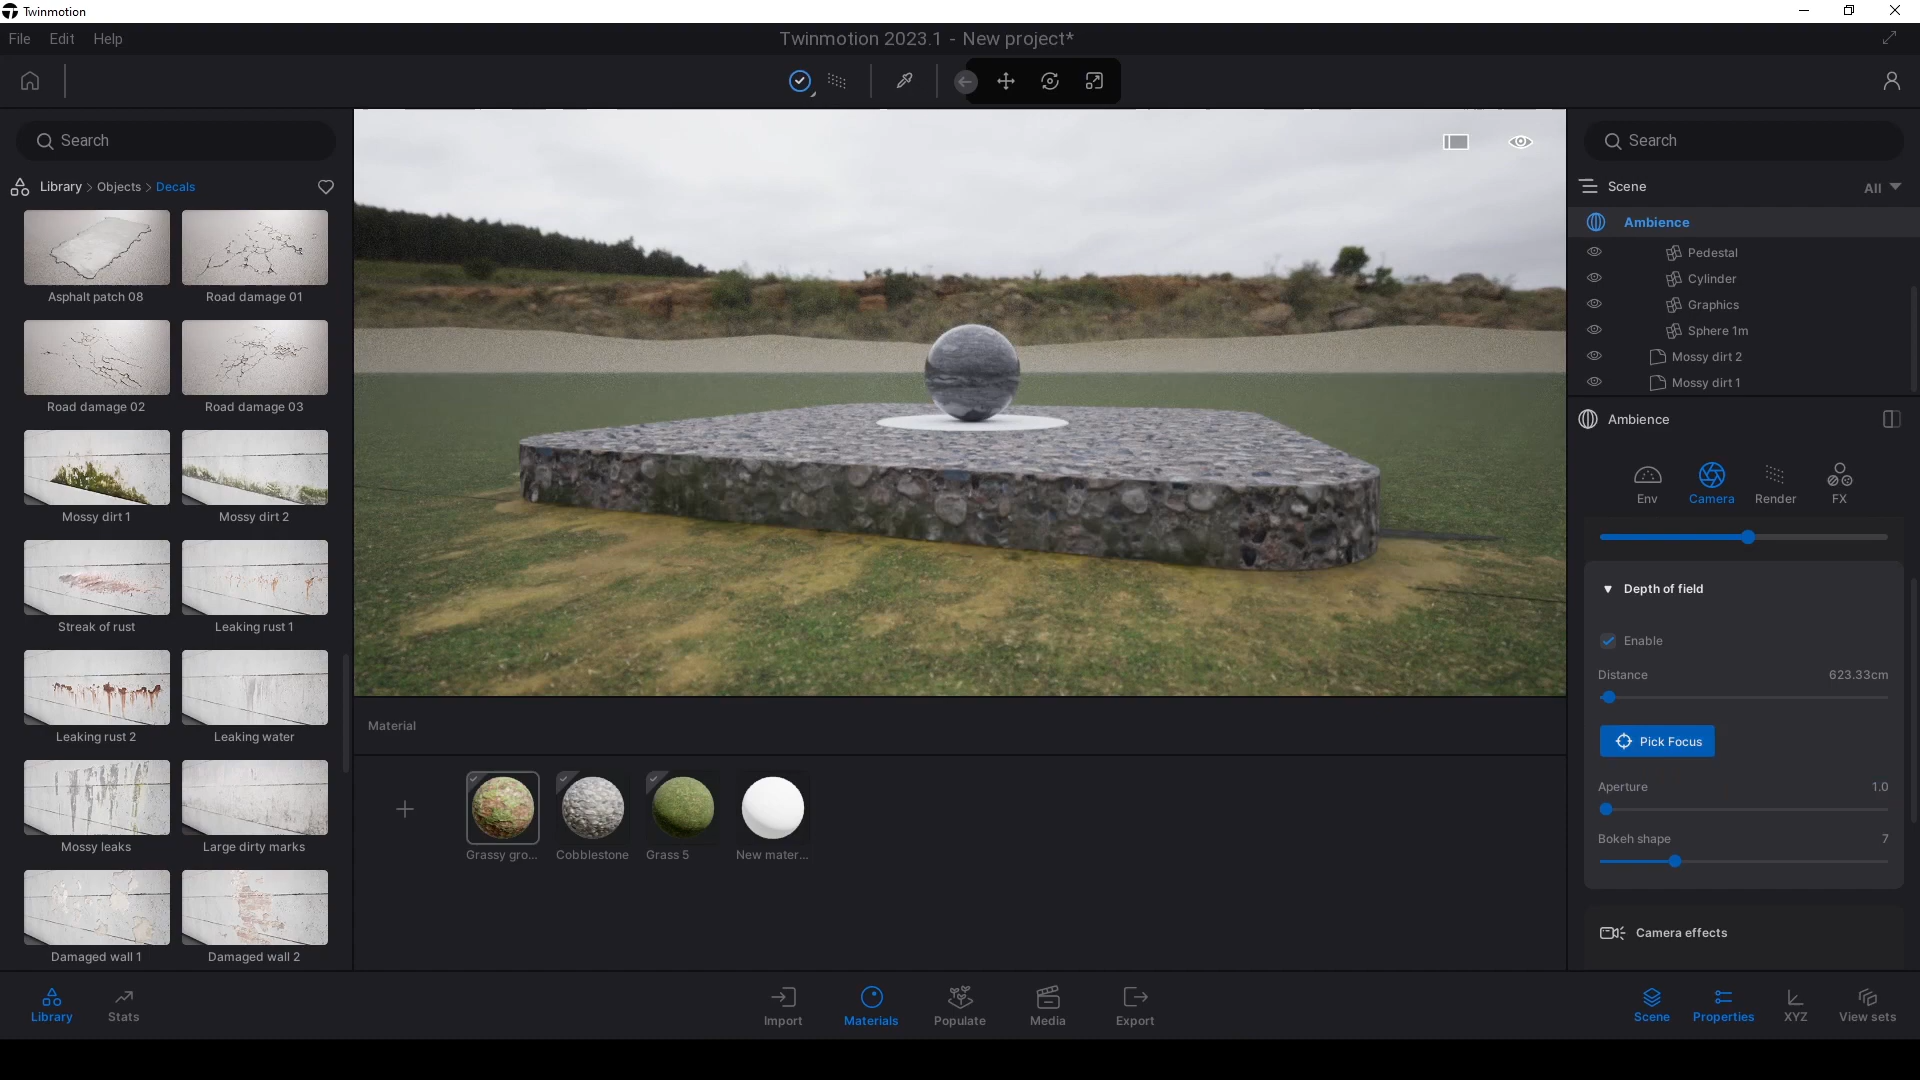 Twinmotion
File Edit Help
Twinmotion 2023.1 - New project*
Search
Library > Objects > Decals
Asphalt patch 08
Road damage 01
Road damage 02
Road damage 03
Mossy dirt 1
Mossy dirt 2
Streak of rust
Leaking rust 1
Leaking rust 2
Leaking water
Mossy leaks
Large dirty marks
Damaged wall 1
Damaged wall 2
Material
Grassy gro...
Cobblestone
Grass 5
New mater...
Search
Scene
All
Ambience
Pedestal
Cylinder
Graphics
Sphere 1m
Mossy dirt 2
Mossy dirt 1
Ambience
Env
Camera
Render
FX
Depth of field
Enable
Distance 623.33cm
Pick Focus
Aperture 1.0
Bokeh shape 7
Camera effects
Library
Stats
Import
Materials
Populate
Media
Export
Scene
Properties
XYZ
View sets